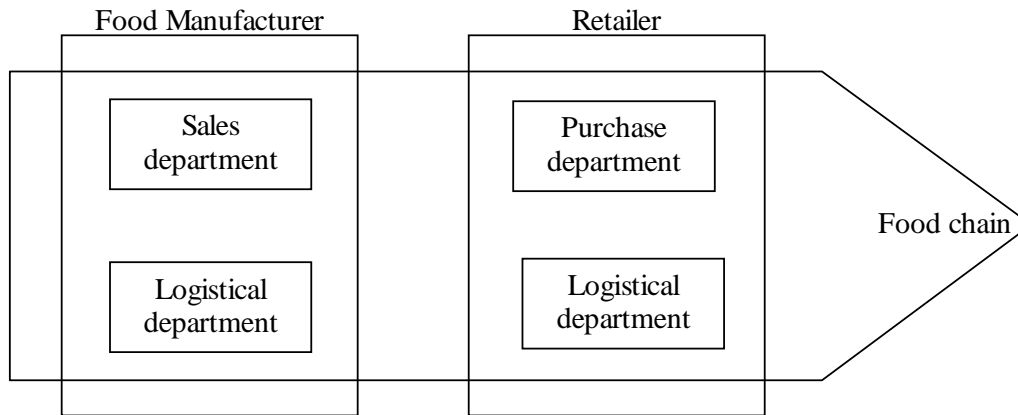 Food Manufacturer
Retailer
Sales
department
Purchase
department
Food chain
Logistical
department
Logistical
department